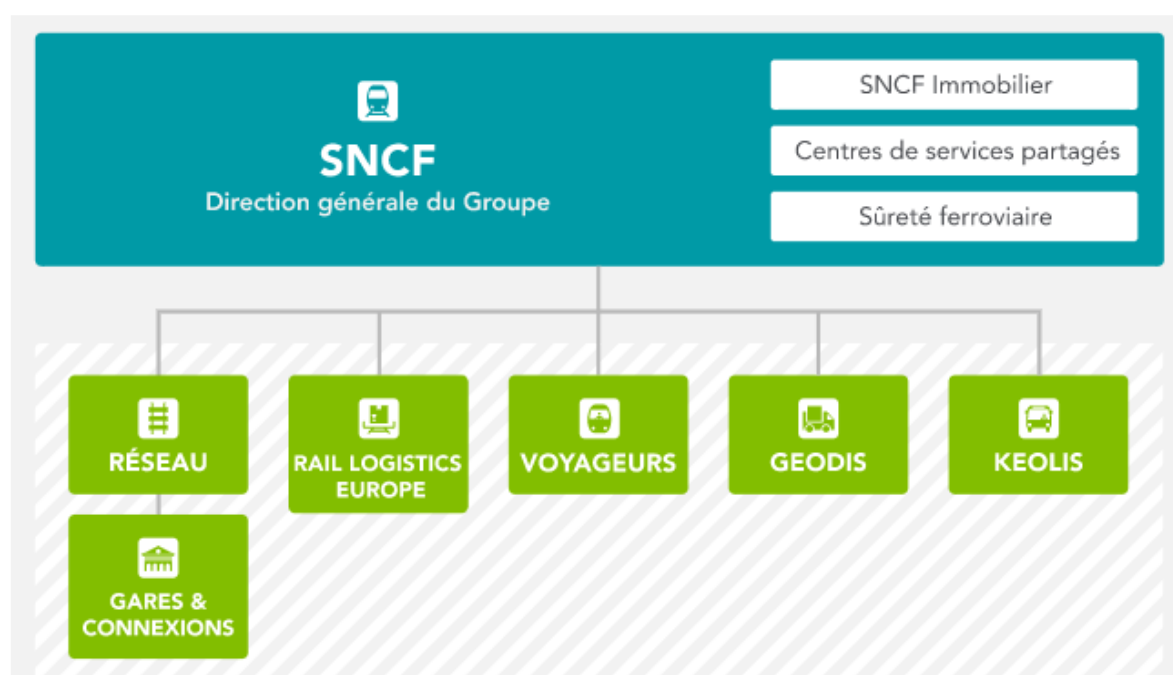 SNCF
Direction générale du Groupe
SNCF Immobilier
Centres de services partagés
Sûreté ferroviaire
RÉSEAU
RAIL LOGISTICS
EUROPE
VOYAGEURS
GEODIS
KEOLIS
GARES &
CONNEXIONS